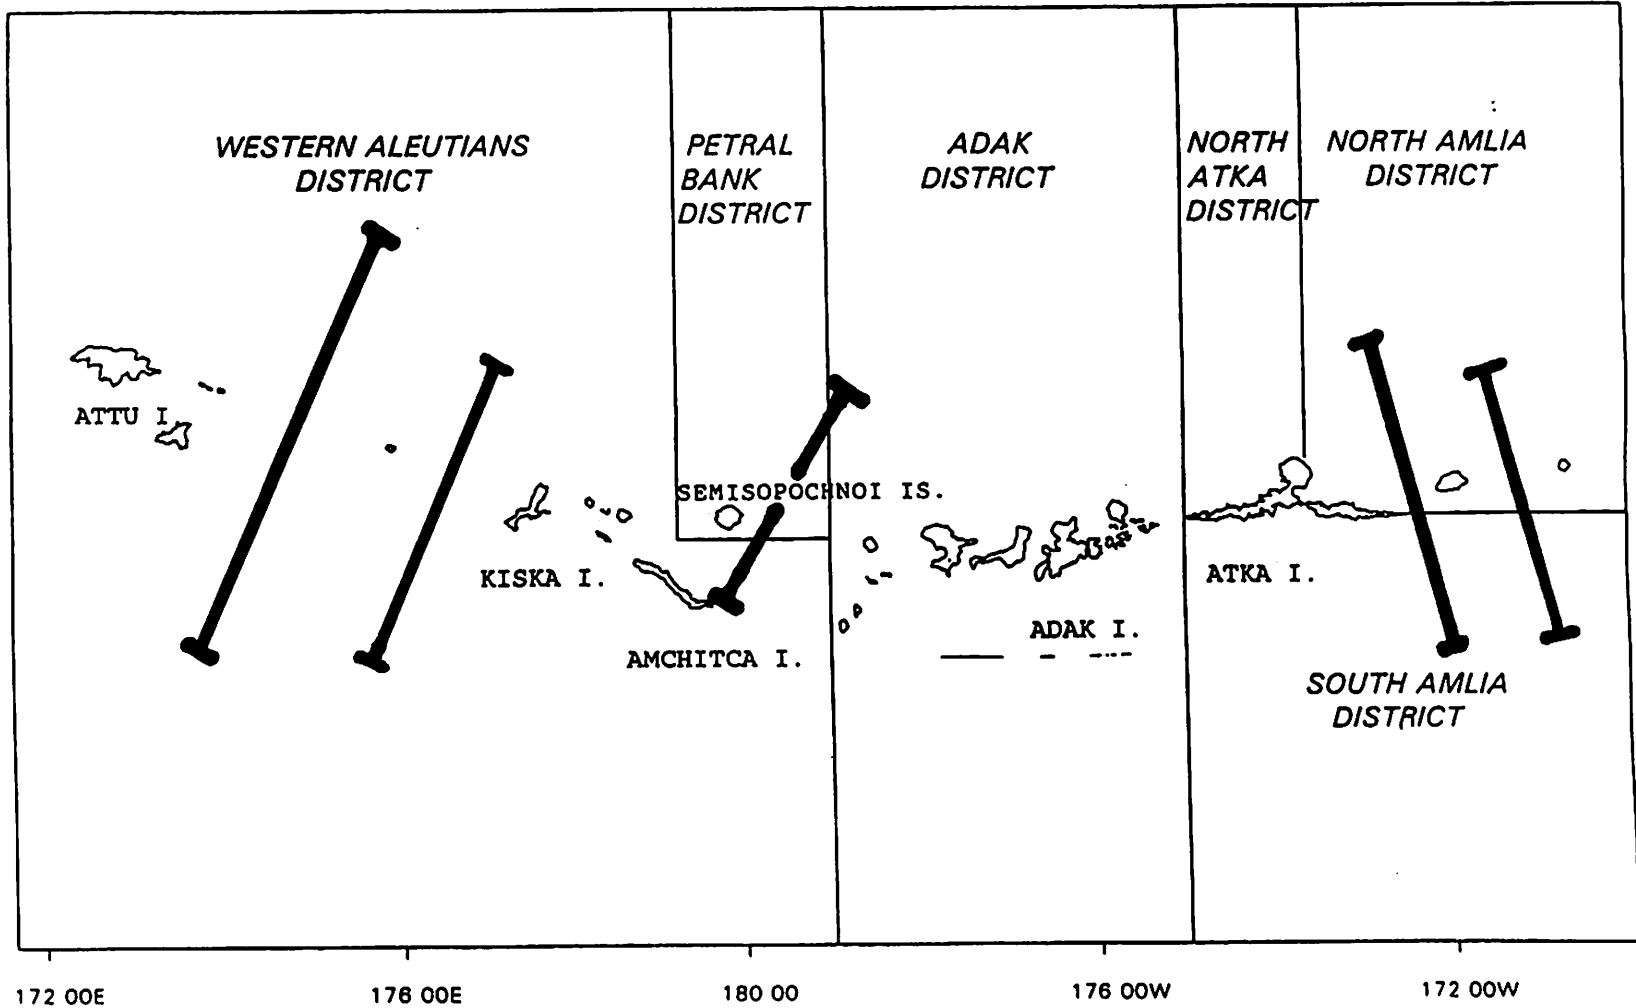 WESTERN ALEUTIANS
DISTRICT
PETRAL
BANK
DISTRICT
ADAK
DISTRICT
NORTH
ATKA
DISTRICT
NORTH AMLIA
DISTRICT
ATTU I.
SEMISOPOCHNOI IS.
KISKA I.
AMCHITCA I.
ADAK I.
ATKA I.
SOUTH AMLIA
DISTRICT
172 00E
176 00E
180 00
176 00W
172 00W